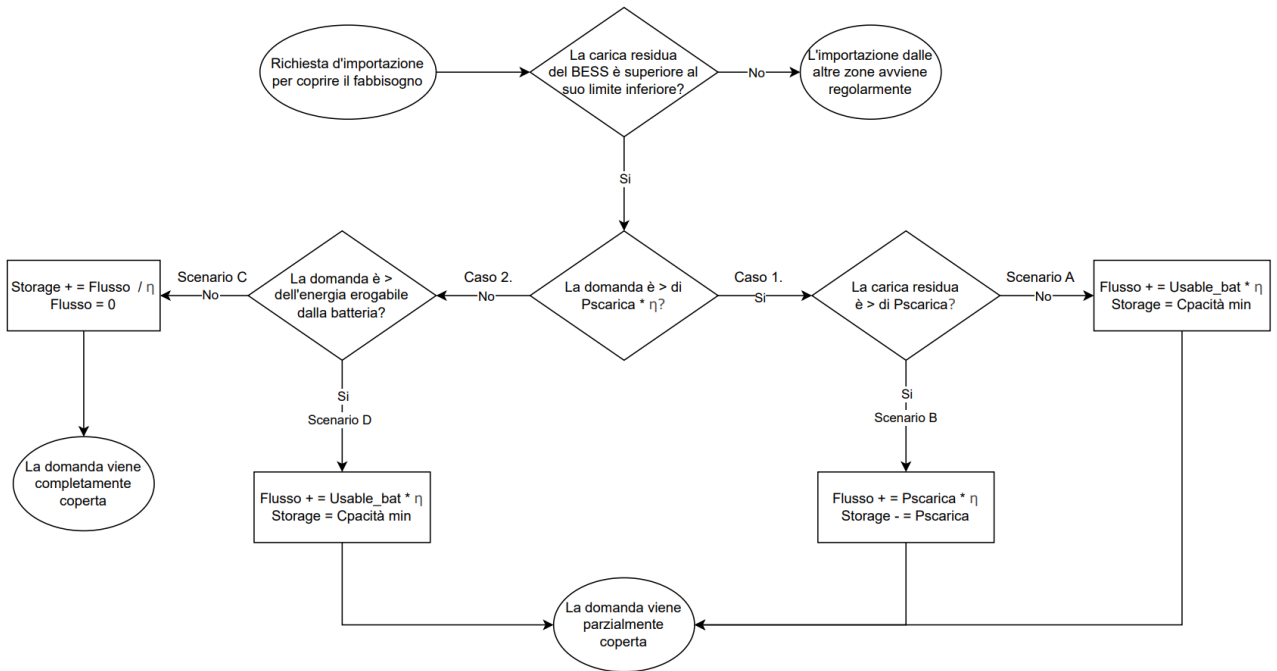 Richiesta d'importazione
per coprire il fabbisogno
La carica residua
del BESS è superiore al
suo limite inferiore?
No
L'importazione dalle
altre zone avviene
regolarmente
Si
Storage + = Flusso / η
Flusso = 0
Scenario C
No
La domanda è >
dell'energia erogabile
dalla batteria?
Caso 2.
No
La domanda è > di
Pscarica * η?
Caso 1.
Si
La carica residua
è > di Pscarica?
Scenario A
No
Flusso + = Usable_bat * η
Storage = Cpacità min
Si
Scenario D
Si
Scenario B
La domanda viene
completamente
coperta
Flusso + = Usable_bat * η
Storage = Cpacità min
Flusso + = Pscarica * η
Storage - = Pscarica
La domanda viene
parzialmente
coperta